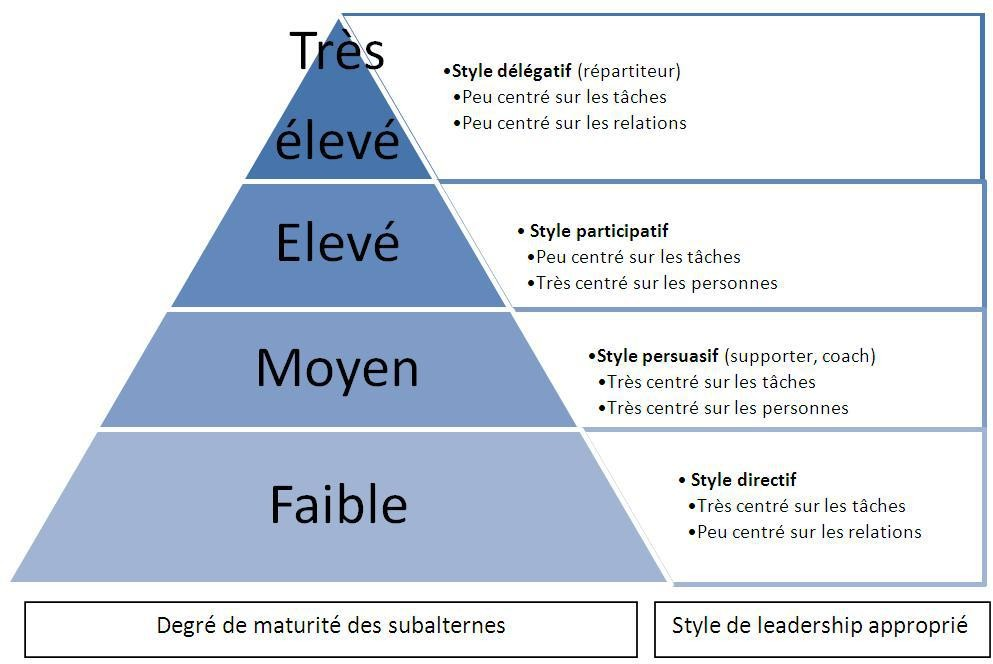 Très
élevé
•Style délégatif (répartiteur)
•Peu centré sur les tâches
•Peu centré sur les relations
Elevé
• Style participatif
•Peu centré sur les tâches
•Très centré sur les personnes
Moyen
•Style persuasif (supporter, coach)
•Très centré sur les tâches
•Très centré sur les personnes
Faible
• Style directif
•Très centré sur les tâches
•Peu centré sur les relations
Degré de maturité des subalternes
Style de leadership approprié